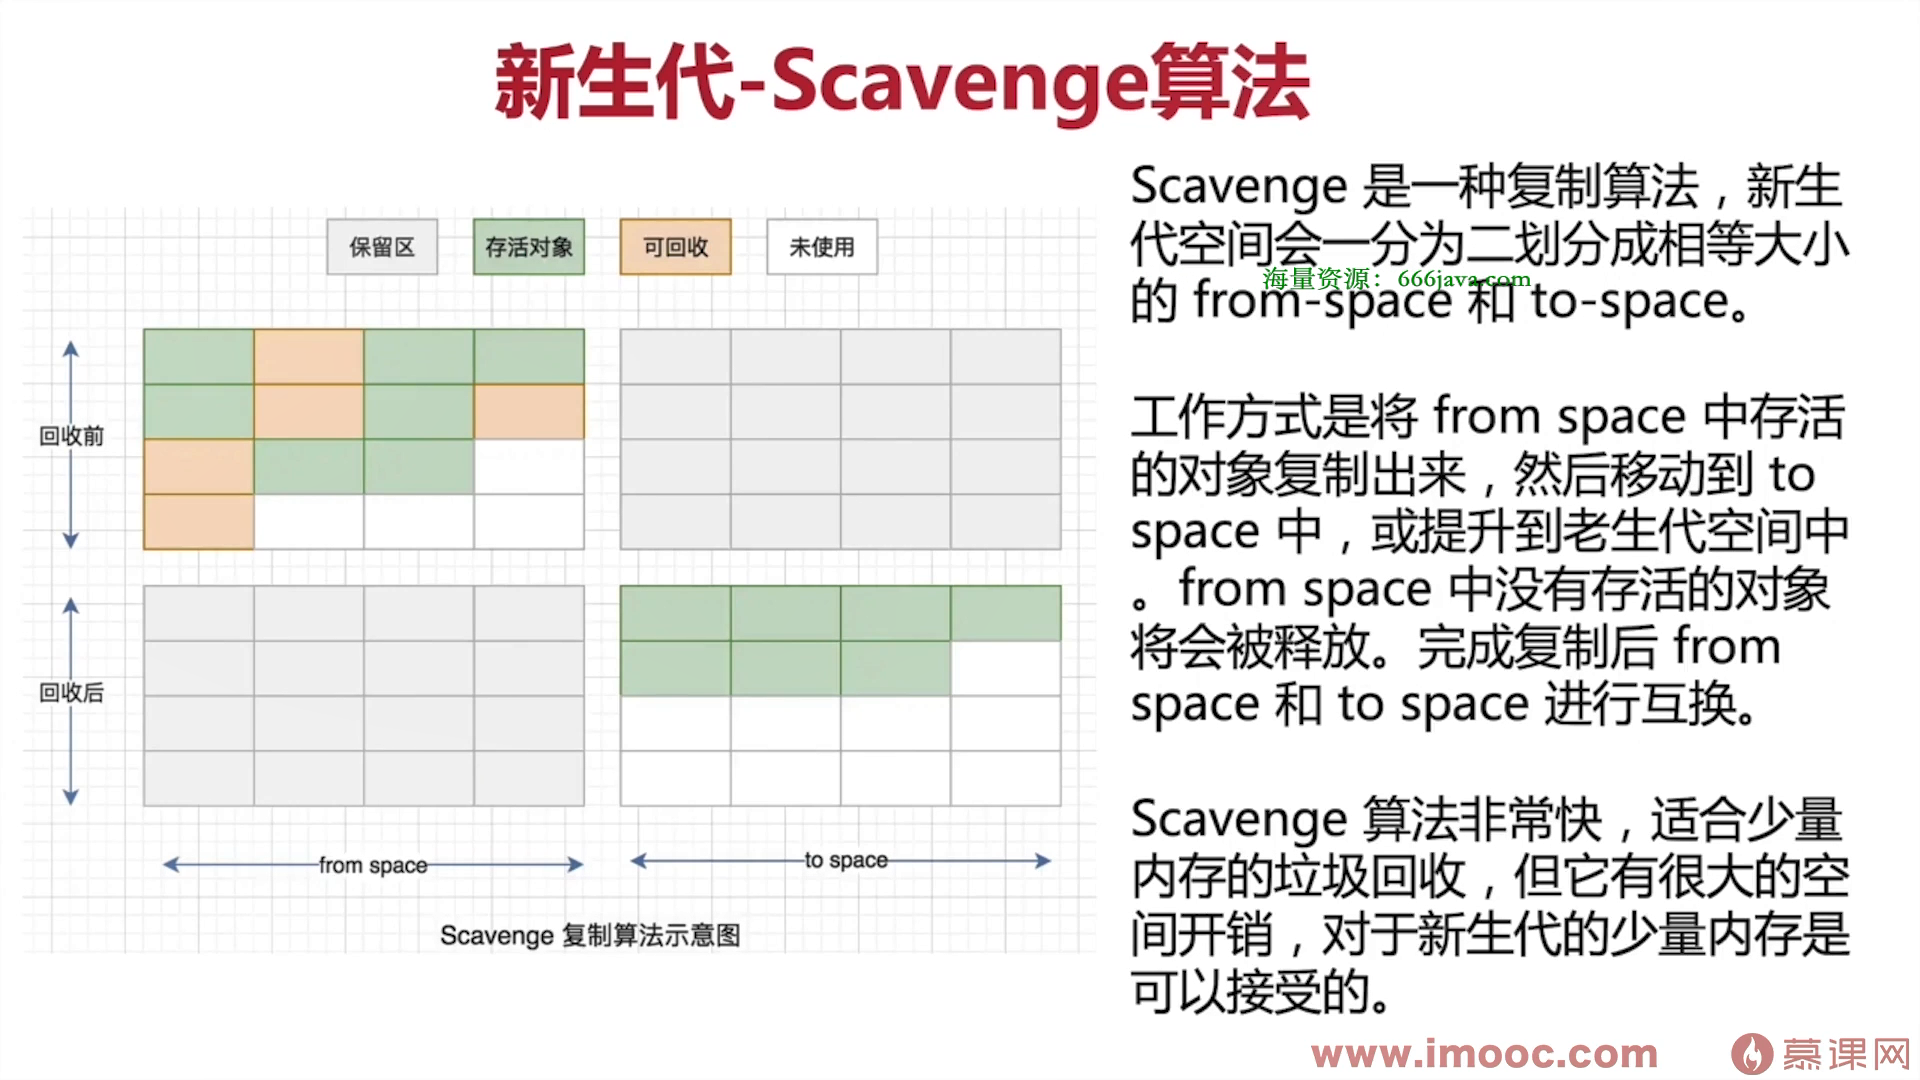 新生代-Scavenge算法
保留区
存活对象
可回收
未使用
回收前
回收后
from space
to space
Scavenge 复制算法示意图
Scavenge 是一种复制算法，新生
代空间会一分为二划分成相等大小
海量资源：666java.com
的 from-space 和 to-space。
工作方式是将 from space 中存活
的对象复制出来，然后移动到 to
space 中，或提升到老生代空间中
。from space 中没有存活的对象
将会被释放。完成复制后 from
space 和 to space 进行互换。
Scavenge 算法非常快，适合少量
内存的垃圾回收，但它有很大的空
间开销，对于新生代的少量内存是
可以接受的。
www.imooc.com
慕课网